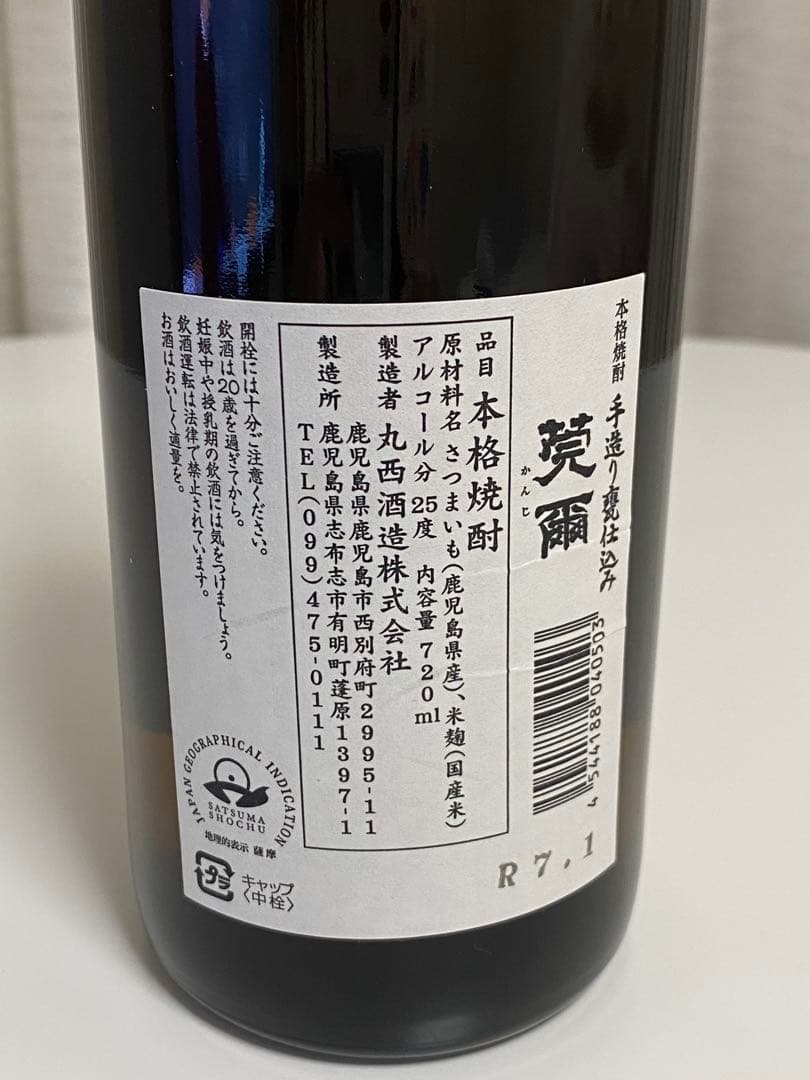 本格焼酎 手造り甕仕込み
莞爾
かんじ
4 544188 040503
R 7.1
品目 本格焼酎
原材料名 さつまいも(鹿児島県産)、米麹(国産米)
アルコール分 25度 内容量 720ml
製造者 丸西酒造株式会社
鹿児島県鹿児島市西別府町2995-11
製造所 鹿児島県志布志市有明町蓬原1397-1
TEL(099)475-0111
開栓には十分ご注意ください。
飲酒は20歳を過ぎてから。
妊娠中や授乳期の飲酒には気をつけましょう。
飲酒運転は法律で禁止されています。
お酒はおいしく適量を。
JAPAN GEOGRAPHICAL INDICATION
SATSUMA
SHOCHU
地理的表示 薩摩
プラ
キャップ
〈中栓〉